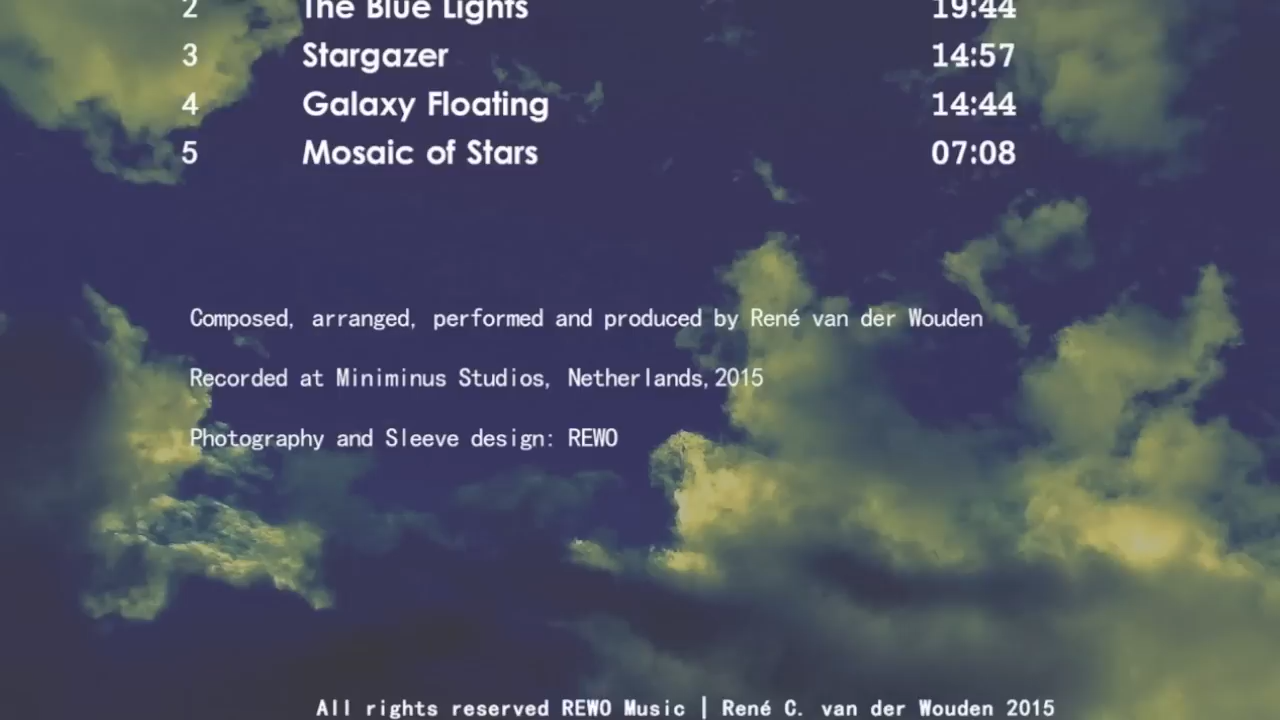 2 The Blue Lights 19:44
3 Stargazer 14:57
4 Galaxy Floating 14:44
5 Mosaic of Stars 07:08
Composed, arranged, performed and produced by René van der Wouden
Recorded at Miniminus Studios, Netherlands,2015
Photography and Sleeve design: REWO
All rights reserved REWO Music | René C. van der Wouden 2015